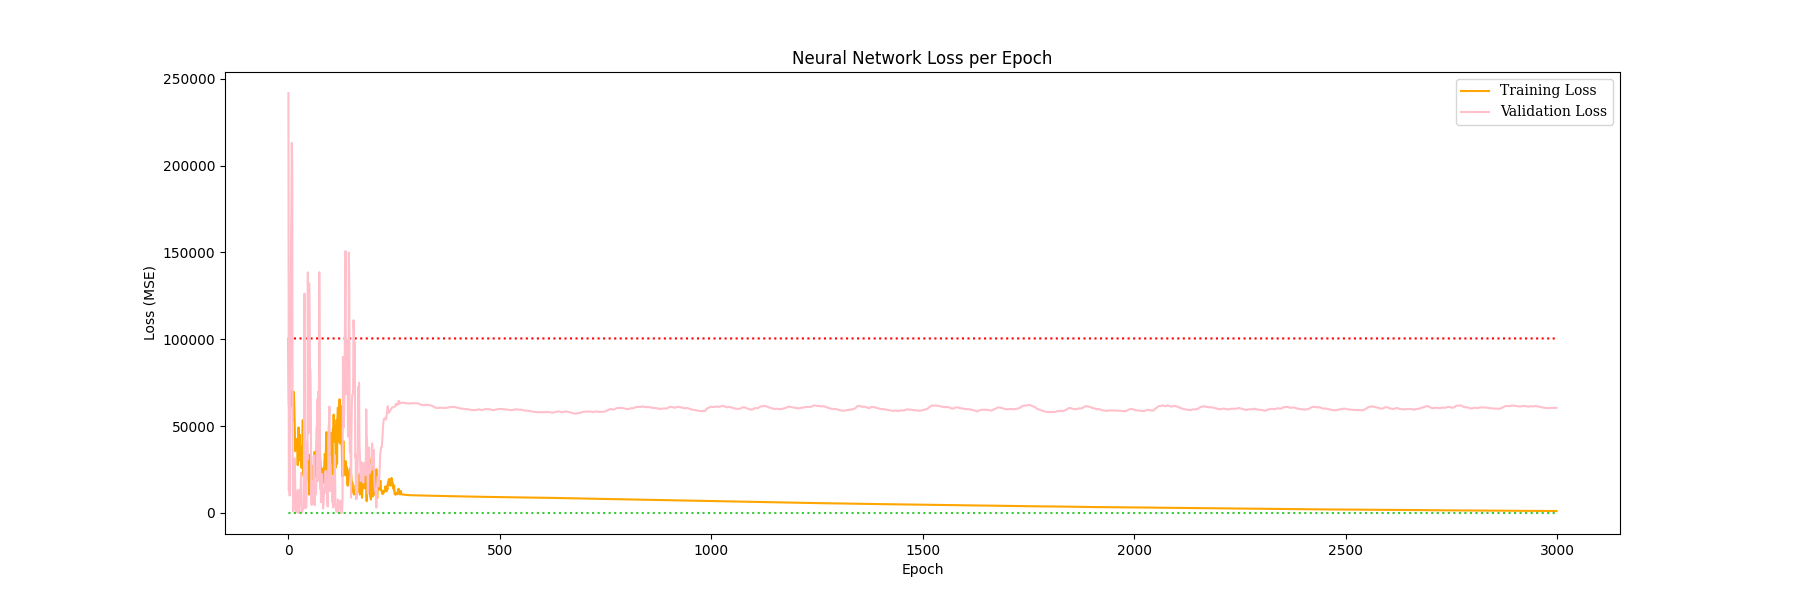 Neural Network Loss per Epoch
250000
200000
150000
100000
50000
0
Loss (MSE)
Training Loss
Validation Loss
0
500
1000
1500
2000
2500
3000
Epoch